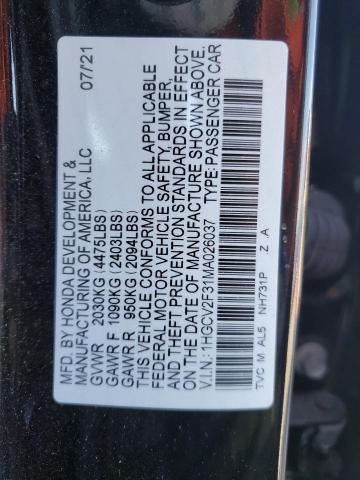 MFD. BY HONDA DEVELOPMENT & 07/21
MANUFACTURING OF AMERICA, LLC
GVWR 2030KG (4475LBS)
GAWR F 1090KG (2403LBS)
GAWR R 950KG (2094LBS)
THIS VEHICLE CONFORMS TO ALL APPLICABLE
FEDERAL MOTOR VEHICLE SAFETY, BUMPER,
AND THEFT PREVENTION STANDARDS IN EFFECT
ON THE DATE OF MANUFACTURE SHOWN ABOVE.
V.I.N.: 1HGCV2F31MA026037 TYPE: PASSENGER CAR
TVC M AL5 NH731P Z A